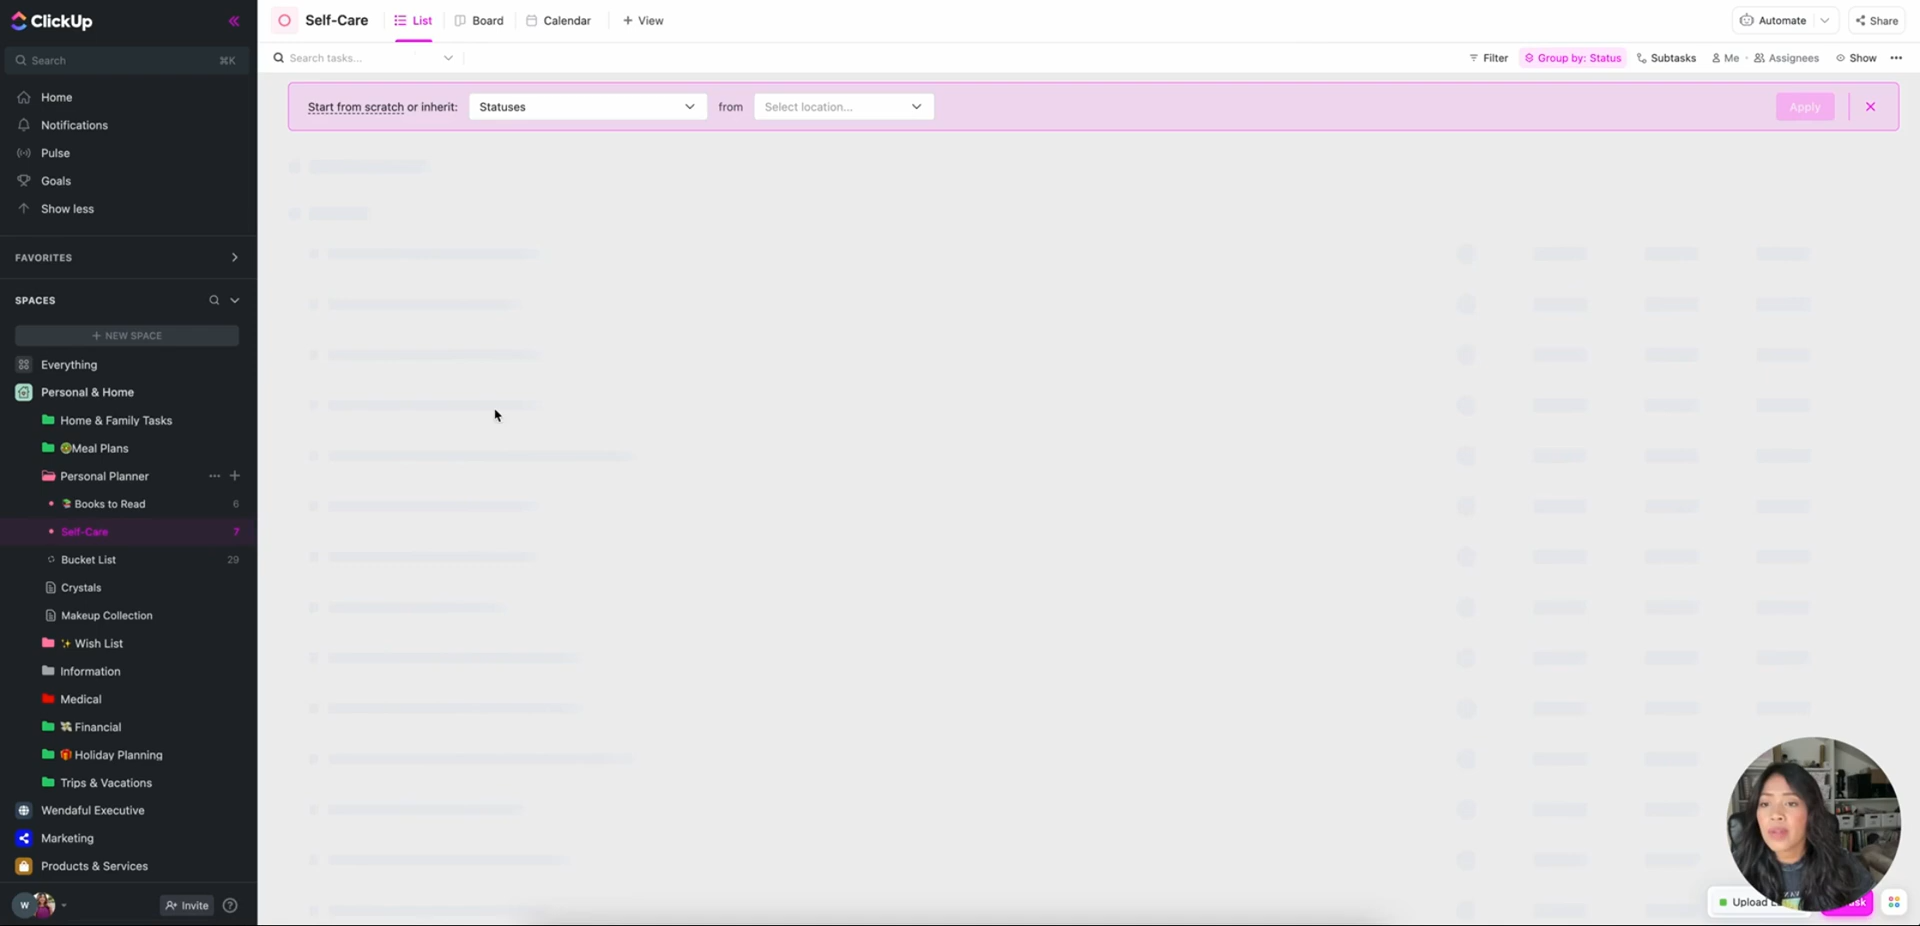 ClickUp
Search ⌘K
Home
Notifications
Pulse
Goals
Show less
FAVORITES
SPACES
+ NEW SPACE
Everything
Personal & Home
Home & Family Tasks
Meal Plans
Personal Planner
Books to Read 6
Self-Care 7
Bucket List 29
Crystals
Makeup Collection
Wish List
Information
Medical
Financial
Holiday Planning
Trips & Vacations
Wendaful Executive
Marketing
Products & Services
W
Invite
Self-Care
List
Board
Calendar
+ View
Automate
Share
Search tasks...
Filter
Group by: Status
Subtasks
Me
Assignees
Show
Start from scratch or inherit: Statuses from Select location... Apply
Upload